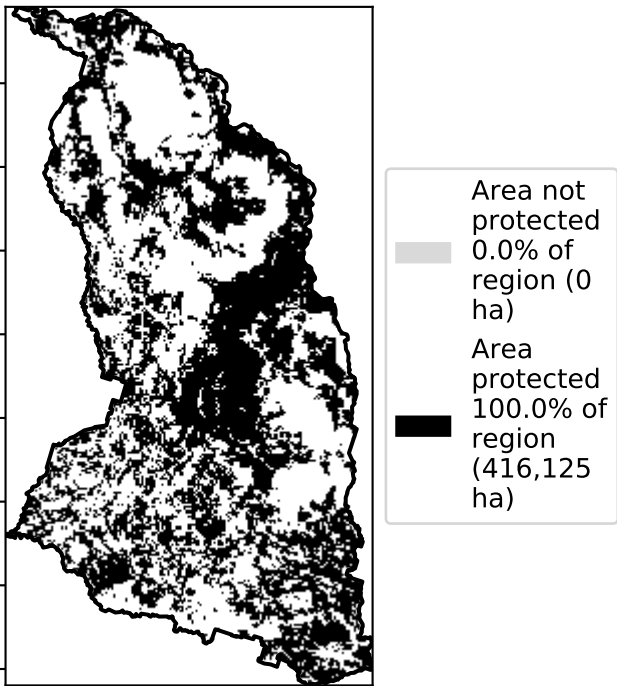 Area not
protected
0.0% of
region (0
ha)
Area
protected
100.0% of
region
(416,125
ha)